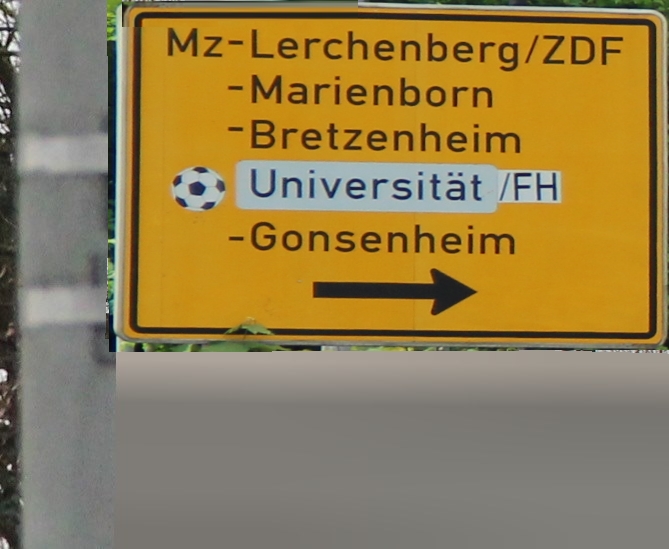 Mz-Lerchenberg/ZDF
-Marienborn
-Bretzenheim
Universität/FH
-Gonsenheim